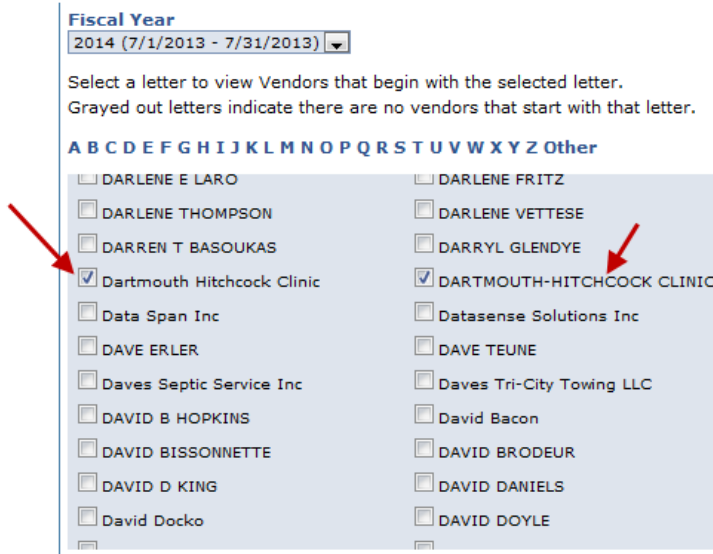 Fiscal Year
2014 (7/1/2013 - 7/31/2013)
Select a letter to view Vendors that begin with the selected letter.
Grayed out letters indicate there are no vendors that start with that letter.
A B C D E F G H I J K L M N O P Q R S T U V W X Y Z Other
DARLENE E LARO DARLENE FRITZ
DARLENE THOMPSON DARLENE VETTESE
DARREN T BASOUKAS DARRYL GLENDYE
Dartmouth Hitchcock Clinic DARTMOUTH-HITCHCOCK CLINIC
Data Span Inc Datasense Solutions Inc
DAVE ERLER DAVE TEUNE
Daves Septic Service Inc Daves Tri-City Towing LLC
DAVID B HOPKINS David Bacon
DAVID BISSONNETTE DAVID BRODEUR
DAVID D KING DAVID DANIELS
David Docko DAVID DOYLE